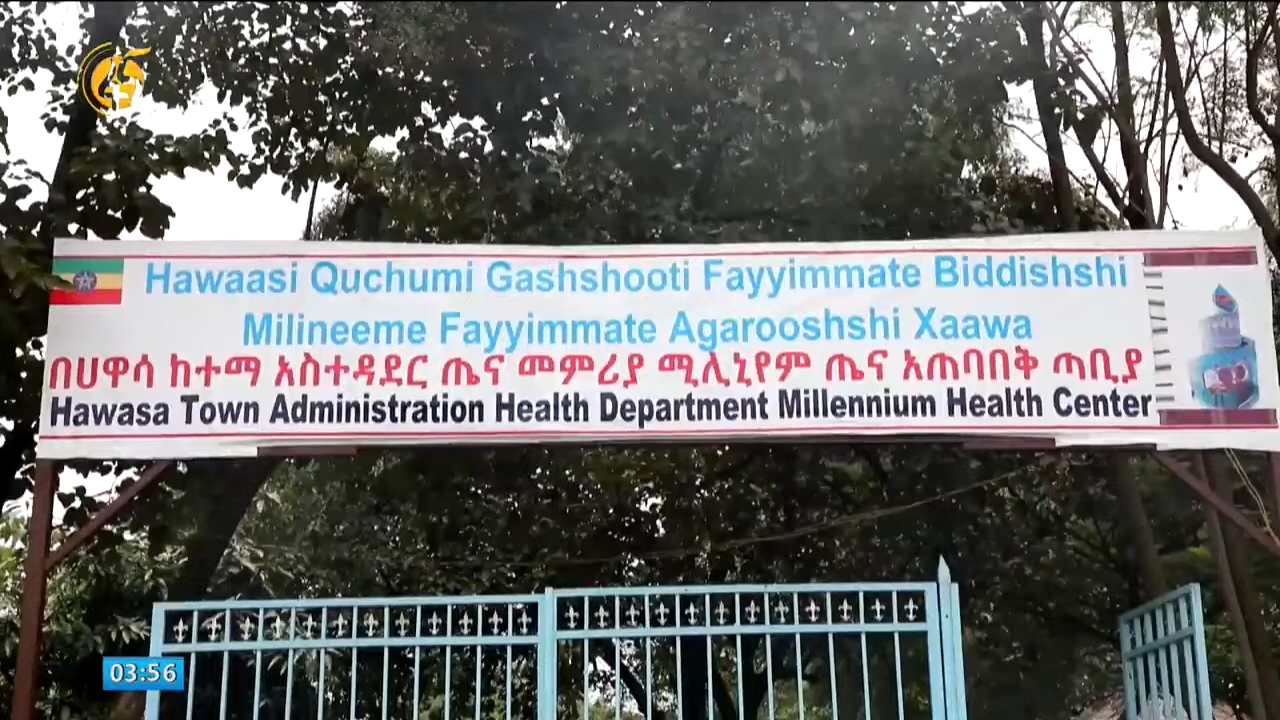 Hawaasi Quchumi Gashshooti Fayyimmate Biddishshi
Milineeme Fayyimmate Agarooshshi Xaawa
በሀዋሳ ከተማ አስተዳደር ጤና መምሪያ ሚሊኒየም ጤና አጠባበቅ ጣቢያ
Hawasa Town Administration Health Department Millennium Health Center
03:56